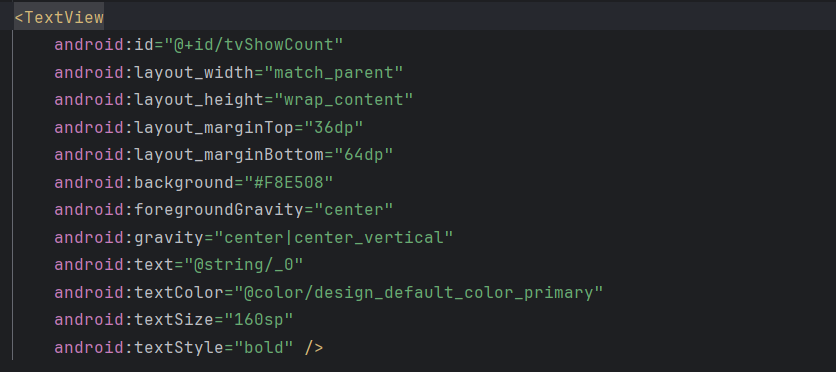 <TextView
android:id="@+id/tvShowCount"
android:layout_width="match_parent"
android:layout_height="wrap_content"
android:layout_marginTop="36dp"
android:layout_marginBottom="64dp"
android:background="#F8E508"
android:foregroundGravity="center"
android:gravity="center|center_vertical"
android:text="@string/_0"
android:textColor="@color/design_default_color_primary"
android:textSize="160sp"
android:textStyle="bold" />